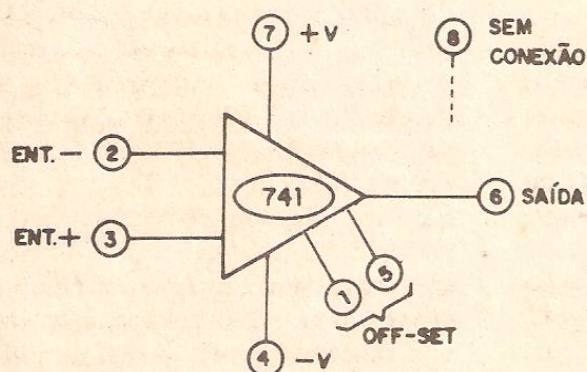 7 +V
8 SEM
CONEXÃO
ENT.- 2
741
6 SAÍDA
ENT.+ 3
1 5
OFF-SET
4 -V